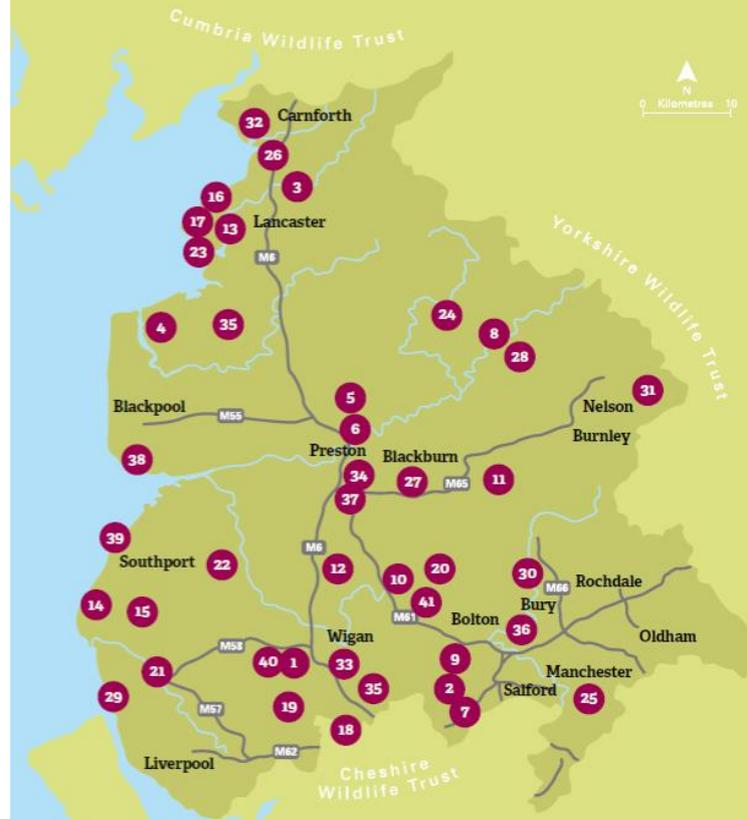 Cumbria Wildlife Trust
N
0 Kilometres 10
32
Carnforth
26
3
16
17
13
Lancaster
23
M6
Yorkshire Wildlife Trust
24
4
35
8
28
31
5
Nelson
Blackpool
M55
6
Burnley
Preston
Blackburn
38
34
27
M65
11
37
39
M6
Southport
22
12
10
20
30
Rochdale
M66
14
15
41
Bury
M61
Bolton
36
Oldham
Wigan
M58
21
40
1
33
9
Manchester
29
35
2
Salford
25
M57
19
7
18
M62
Liverpool
Cheshire
Wildlife Trust